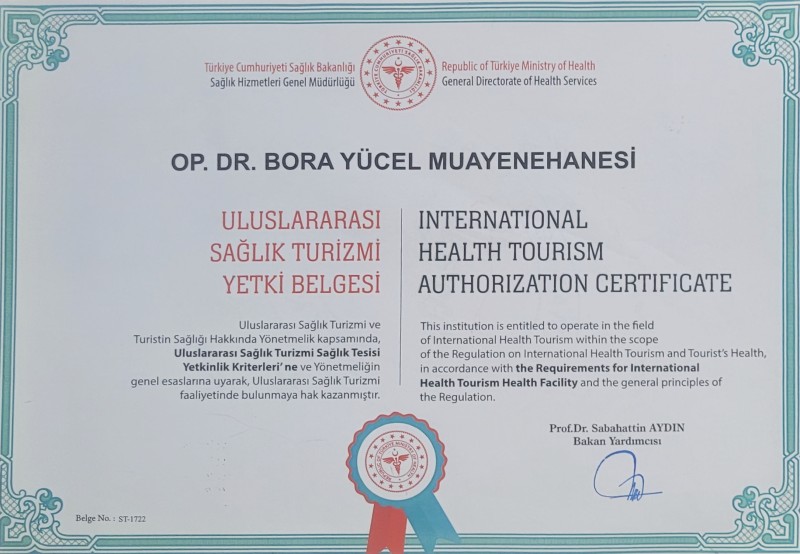 Türkiye Cumhuriyeti Sağlık Bakanlığı
Sağlık Hizmetleri Genel Müdürlüğü
Republic of Türkiye Ministry of Health
General Directorate of Health Services
OP. DR. BORA YÜCEL MUAYENEHANESİ
ULUSLARARASI
SAĞLIK TURİZMİ
YETKİ BELGESİ
INTERNATIONAL
HEALTH TOURISM
AUTHORIZATION CERTIFICATE
Uluslararası Sağlık Turizmi ve
Turistin Sağlığı Hakkında Yönetmelik kapsamında,
Uluslararası Sağlık Turizmi Sağlık Tesisi
Yetkinlik Kriterleri' ne ve Yönetmeliğin
genel esaslarına uyarak, Uluslararası Sağlık Turizmi
faaliyetinde bulunmaya hak kazanmıştır.
This institution is entitled to operate in the field
of International Health Tourism within the scope
of the Regulation on International Health Tourism and Tourist's Health,
in accordance with the Requirements for International
Health Tourism Health Facility and the general principles of
the Regulation.
Prof.Dr. Sabahattin AYDIN
Bakan Yardımcısı
Belge No. : ST-1722